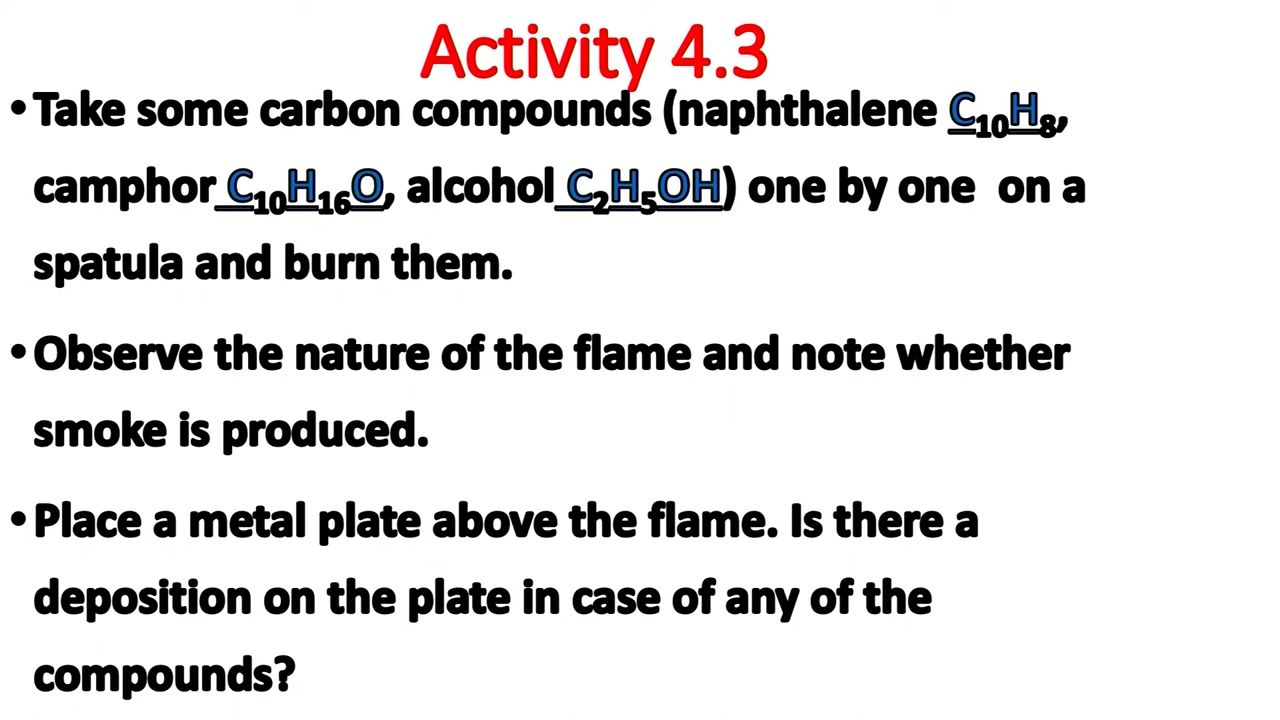 Activity 4.3
•Take some carbon compounds (naphthalene C₁₀H₈,
camphor C₁₀H₁₆O, alcohol C₂H₅OH) one by one on a
spatula and burn them.
•Observe the nature of the flame and note whether
smoke is produced.
•Place a metal plate above the flame. Is there a
deposition on the plate in case of any of the
compounds?